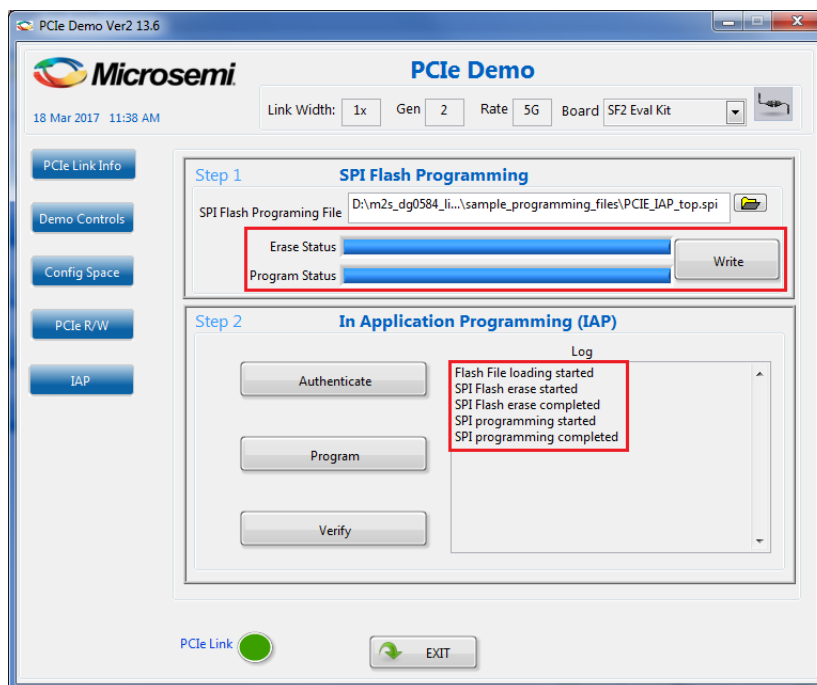 PCIe Demo Ver2 13.6
Microsemi.
PCIe Demo
18 Mar 2017 11:38 AM
Link Width: 1x Gen 2 Rate 5G Board SF2 Eval Kit
PCIe Link Info
Demo Controls
Config Space
PCIe R/W
IAP
Step 1 SPI Flash Programming
SPI Flash Programing File D:\m2s_dg0584_li...\sample_programming_files\PCIE_IAP_top.spi
Erase Status
Program Status
Write
Step 2 In Application Programming (IAP)
Log
Authenticate
Program
Verify
Flash File loading started
SPI Flash erase started
SPI Flash erase completed
SPI programming started
SPI programming completed
PCIe Link
EXIT